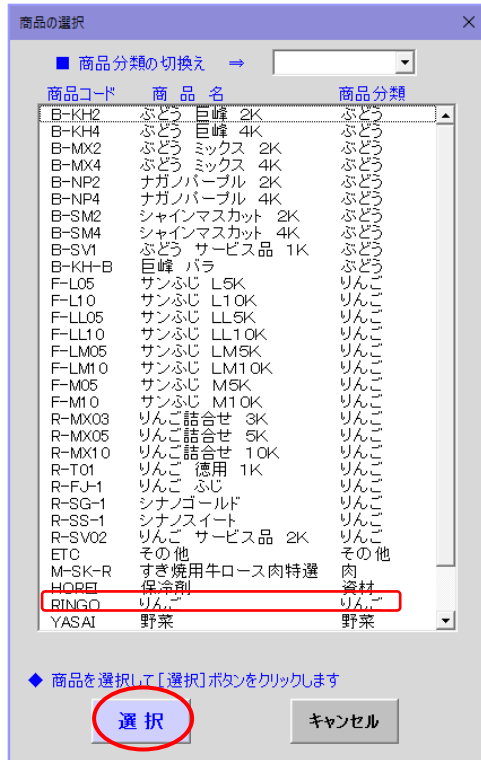 商品の選択
■ 商品分類の切換え ⇒
商品コード 商 品 名 商品分類
B-KH2 ぶどう 巨峰 2K ぶどう
B-KH4 ぶどう 巨峰 4K ぶどう
B-MX2 ぶどう ミックス 2K ぶどう
B-MX4 ぶどう ミックス 4K ぶどう
B-NP2 ナガノパープル 2K ぶどう
B-NP4 ナガノパープル 4K ぶどう
B-SM2 シャインマスカット 2K ぶどう
B-SM4 シャインマスカット 4K ぶどう
B-SV1 ぶどう サービス品 1K ぶどう
B-KH-B 巨峰 バラ ぶどう
F-L05 サンふじ L5K りんご
F-L10 サンふじ L10K りんご
F-LL05 サンふじ LL5K りんご
F-LL10 サンふじ LL10K りんご
F-LM05 サンふじ LM5K りんご
F-LM10 サンふじ LM10K りんご
F-M05 サンふじ M5K りんご
F-M10 サンふじ M10K りんご
R-MX03 りんご詰合せ 3K りんご
R-MX05 りんご詰合せ 5K りんご
R-MX10 りんご詰合せ 10K りんご
R-T01 りんご 徳用 1K りんご
R-FJ-1 りんご ふじ りんご
R-SG-1 シナノゴールド りんご
R-SS-1 シナノスイート りんご
R-SV02 りんご サービス品 2K りんご
ETC その他 その他
M-SK-R すき焼用牛ロース肉特選 肉
HOREI 保冷剤 資材
RINGO りんご りんご
YASAI 野菜 野菜
◆ 商品を選択して[選択]ボタンをクリックします
選 択 キャンセル